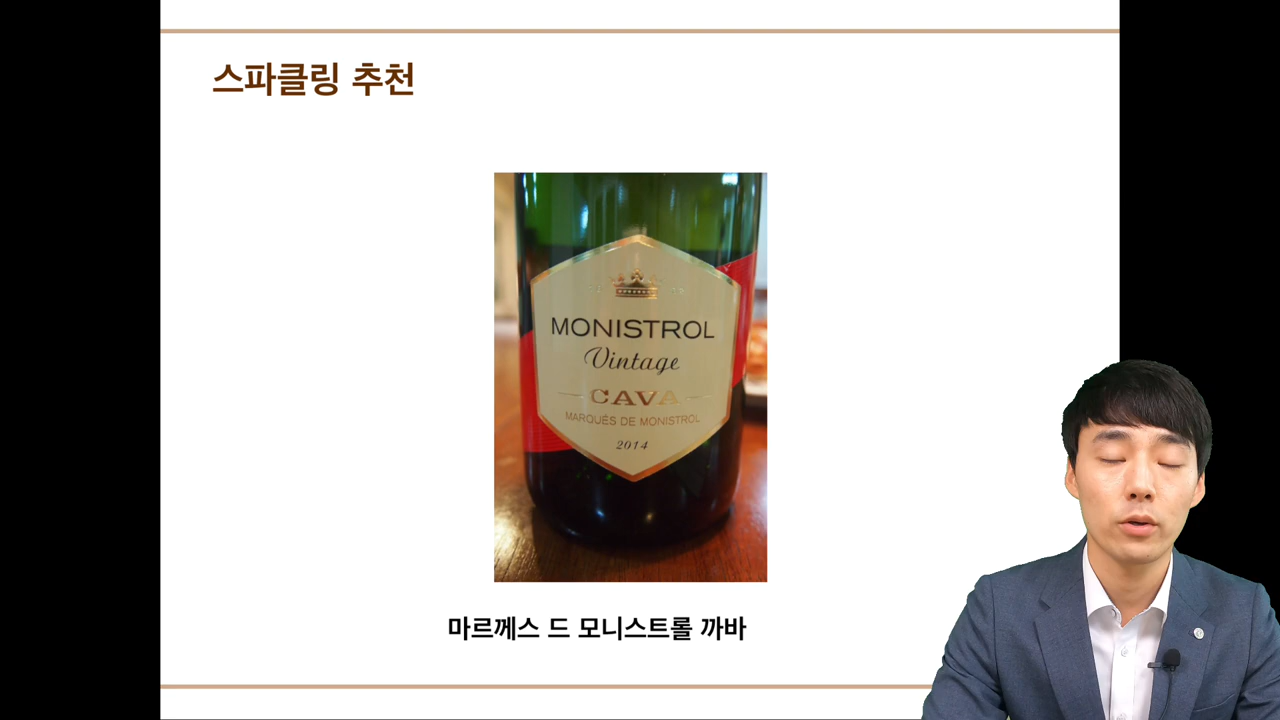 스파클링 추천
MONISTROL
Vintage
CAVA
MARQUÉS DE MONISTROL
2014
마르께스 드 모니스트롤 까바